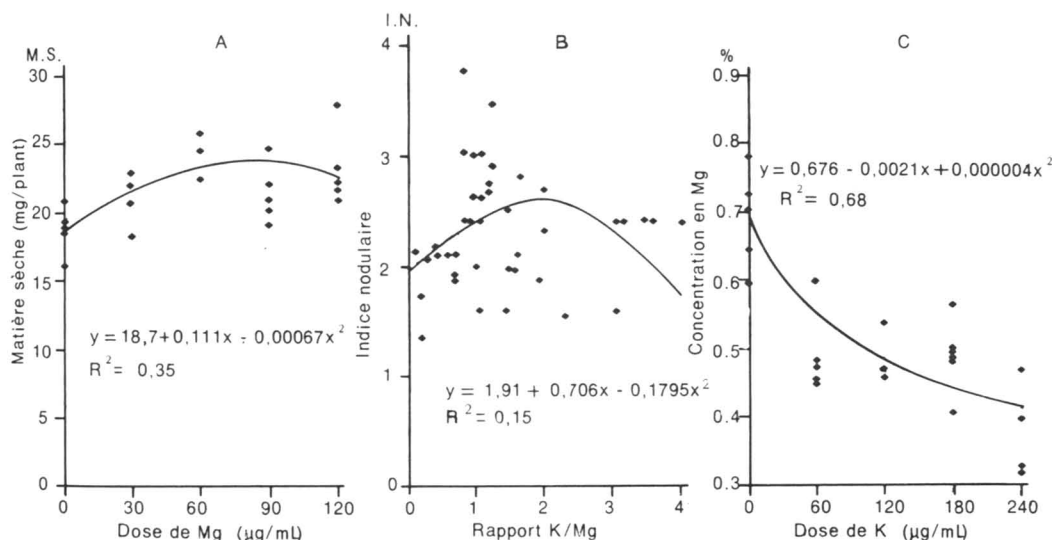 A
M.S.
30
25
20
15
10
5
0
Matière sèche (mg/plant)
y = 18,7+0,111x - 0,00067x²
R² = 0,35
0 30 60 90 120
Dose de Mg (µg/mL)
B
I.N.
4
3
2
1
0
Indice nodulaire
y = 1,91 + 0,706x - 0,1795x²
R² = 0,15
0 1 2 3 4
Rapport K/Mg
C
%
0.9
0.8
0.7
0.6
0.5
0.4
0.3
Concentration en Mg
y = 0,676 - 0,0021x + 0,000004x²
R² = 0,68
0 60 120 180 240
Dose de K (µg/mL)